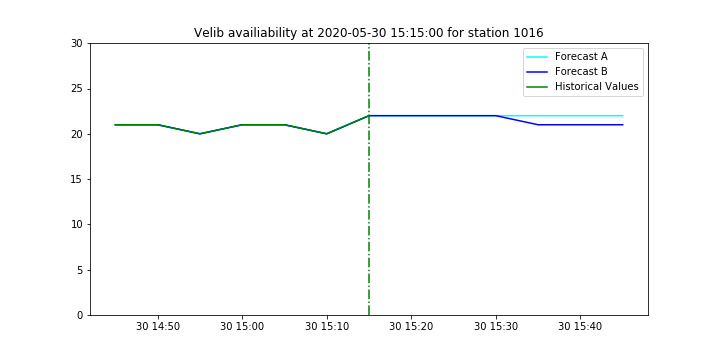 Velib availiability at 2020-05-30 15:15:00 for station 1016
30
25
20
15
10
5
0
Forecast A
Forecast B
Historical Values
30 14:50 30 15:00 30 15:10 30 15:20 30 15:30 30 15:40